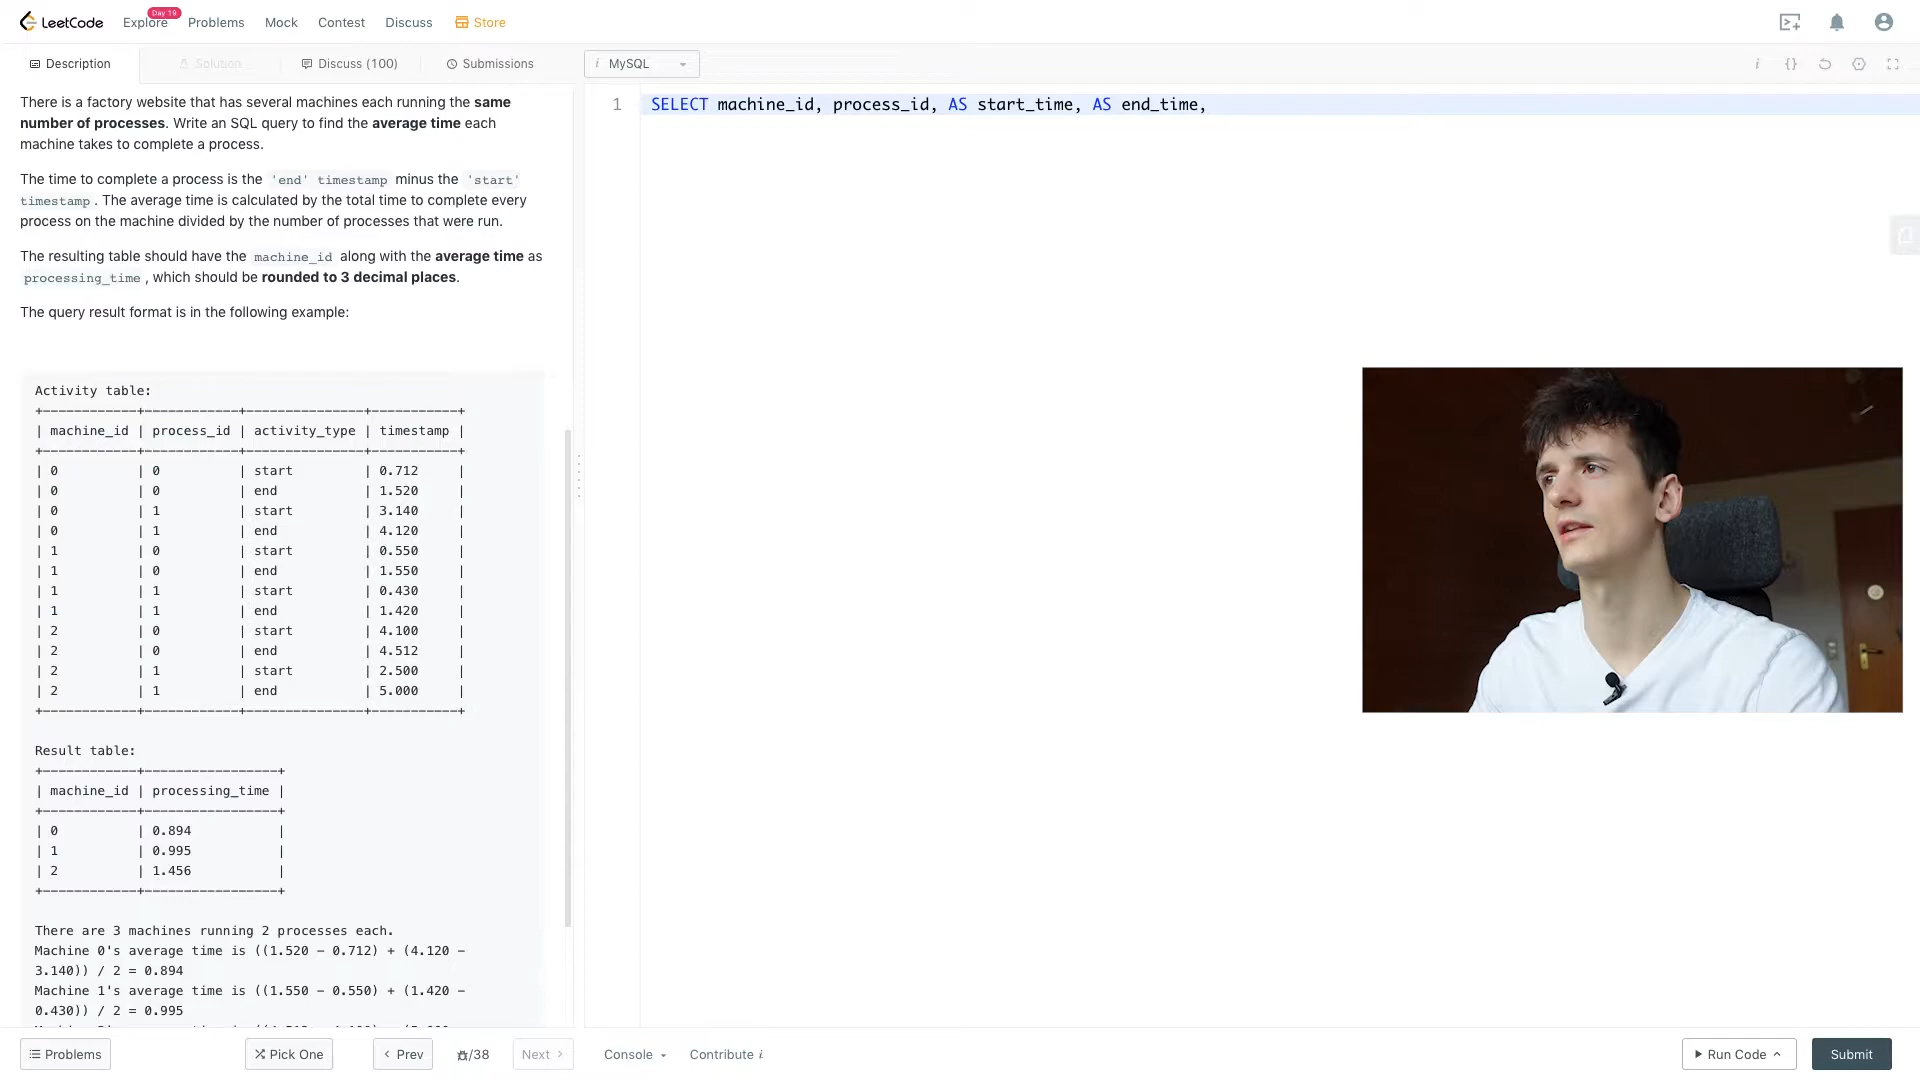 LeetCode
Explore
Day 19
Problems
Mock
Contest
Discuss
Store
Description
Solution
Discuss (100)
Submissions
i MySQL
There is a factory website that has several machines each running the same
number of processes. Write an SQL query to find the average time each
machine takes to complete a process.
The time to complete a process is the 'end' timestamp minus the 'start'
timestamp. The average time is calculated by the total time to complete every
process on the machine divided by the number of processes that were run.
The resulting table should have the machine_id along with the average time as
processing_time, which should be rounded to 3 decimal places.
The query result format is in the following example:
Activity table:
+------------+------------+---------------+-----------+
| machine_id | process_id | activity_type | timestamp |
+------------+------------+---------------+-----------+
| 0          | 0          | start         | 0.712     |
| 0          | 0          | end           | 1.520     |
| 0          | 1          | start         | 3.140     |
| 0          | 1          | end           | 4.120     |
| 1          | 0          | start         | 0.550     |
| 1          | 0          | end           | 1.550     |
| 1          | 1          | start         | 0.430     |
| 1          | 1          | end           | 1.420     |
| 2          | 0          | start         | 4.100     |
| 2          | 0          | end           | 4.512     |
| 2          | 1          | start         | 2.500     |
| 2          | 1          | end           | 5.000     |
+------------+------------+---------------+-----------+
Result table:
+------------+-----------------+
| machine_id | processing_time |
+------------+-----------------+
| 0          | 0.894           |
| 1          | 0.995           |
| 2          | 1.456           |
+------------+-----------------+
There are 3 machines running 2 processes each.
Machine 0's average time is ((1.520 - 0.712) + (4.120 -
3.140)) / 2 = 0.894
Machine 1's average time is ((1.550 - 0.550) + (1.420 -
0.430)) / 2 = 0.995
1 SELECT machine_id, process_id, AS start_time, AS end_time,
i {}
Problems
Pick One
< Prev
/38
Next >
Console
Contribute i
Run Code
Submit